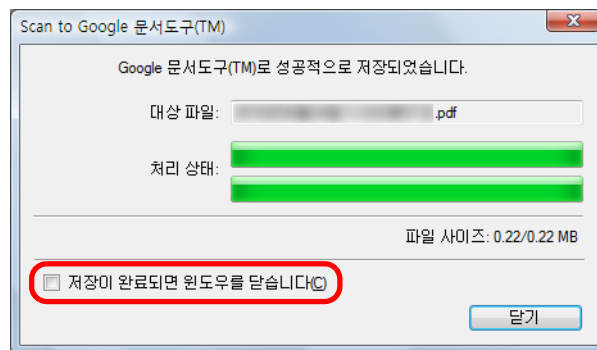 Scan to Google 문서도구(TM)
Google 문서도구(TM)로 성공적으로 저장되었습니다.
대상 파일: .pdf
처리 상태:
파일 사이즈: 0.22/0.22 MB
저장이 완료되면 윈도우를 닫습니다(C)
닫기